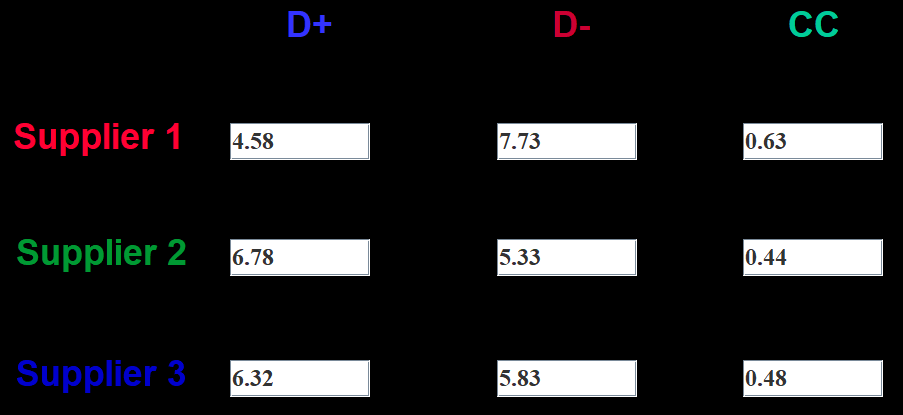 D+ D- CC
Supplier 1 4.58 7.73 0.63
Supplier 2 6.78 5.33 0.44
Supplier 3 6.32 5.83 0.48